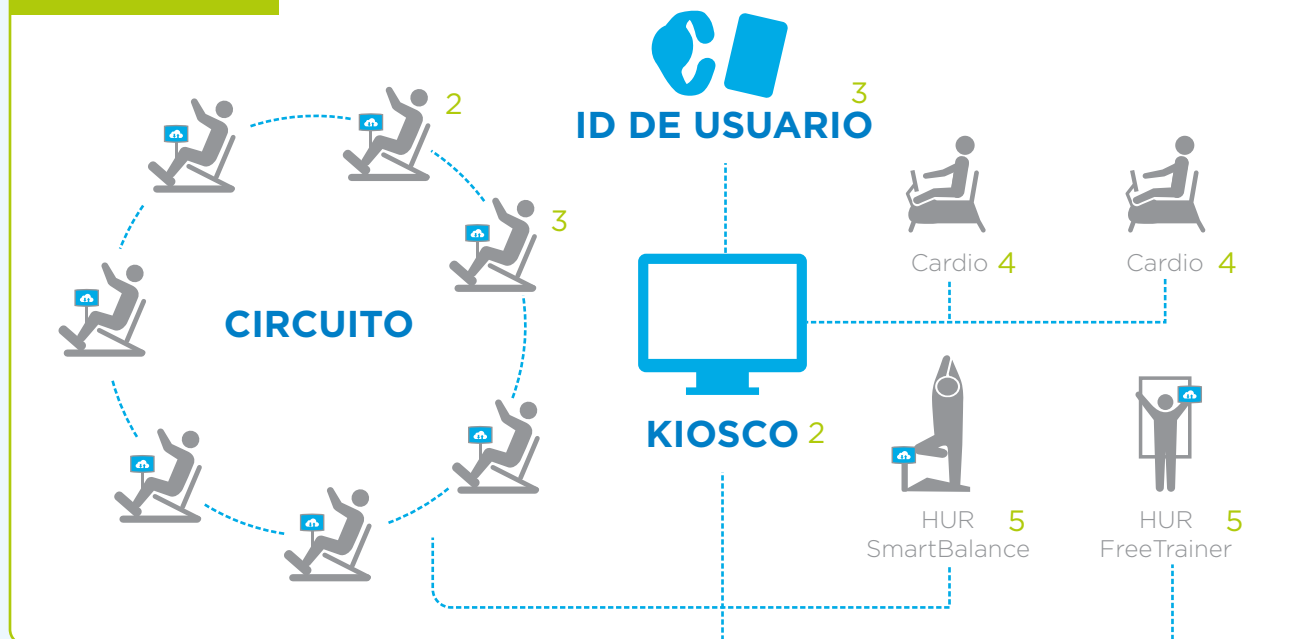 3
ID DE USUARIO
2
3
CIRCUITO
Cardio 4
Cardio 4
KIOSCO 2
HUR 5
SmartBalance
HUR 5
FreeTrainer